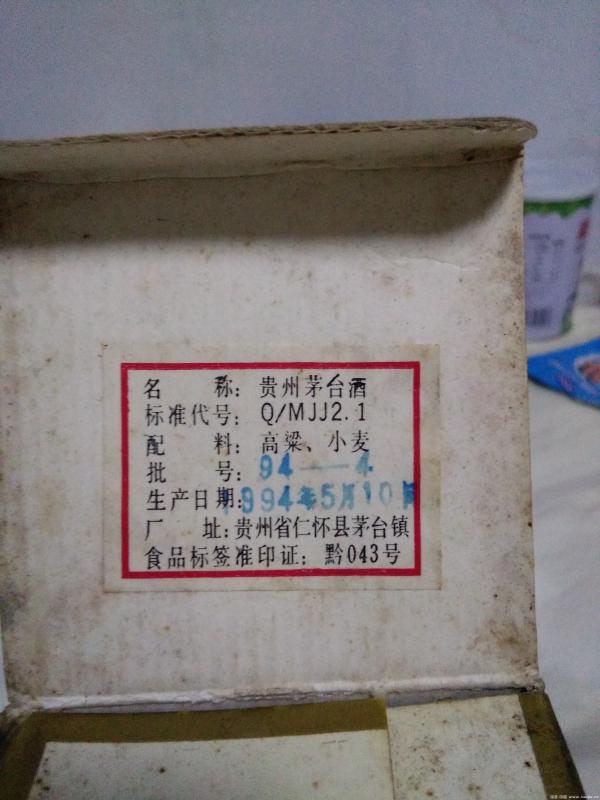 名 称: 贵州茅台酒
标准代号: Q/MJJ2.1
配 料: 高粱、小麦
批 号: 94—4
生产日期: 1994年5月10日
厂 址: 贵州省仁怀县茅台镇
食品标签准印证: 黔043号